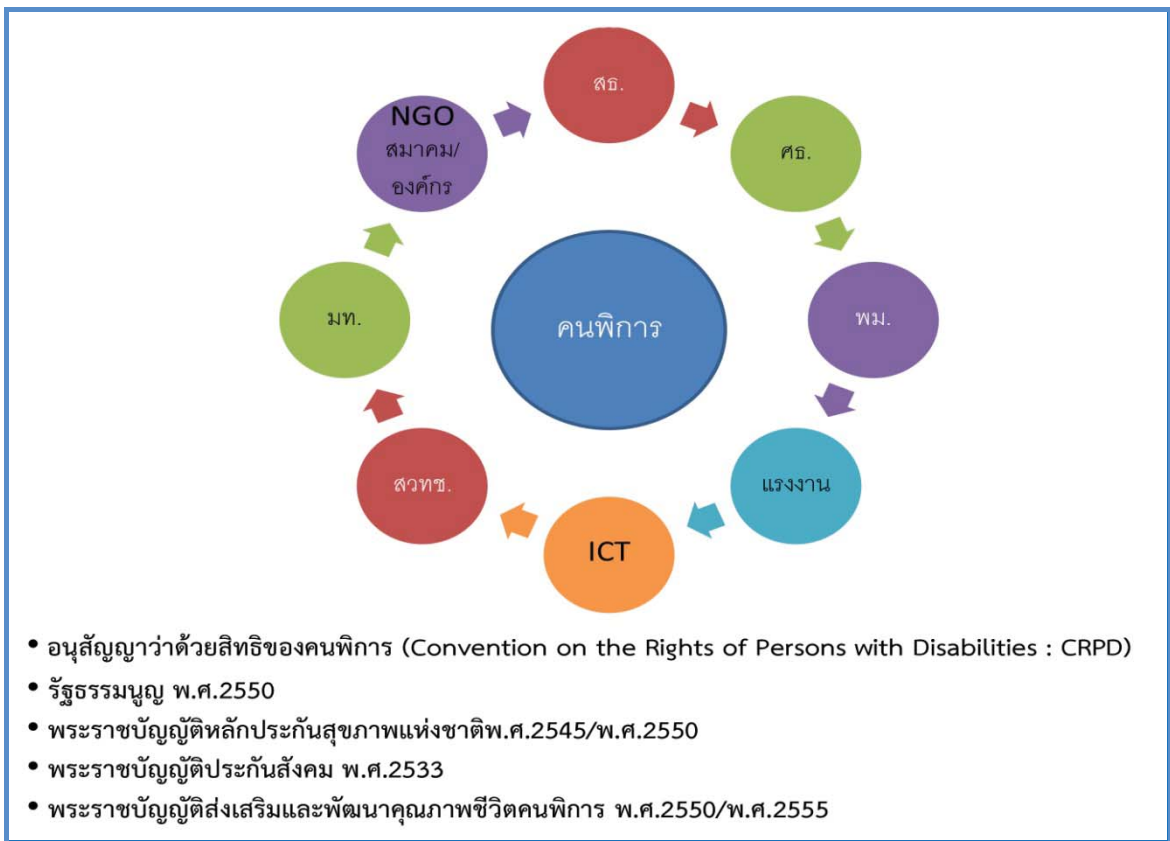 สธ.
ศธ.
พม.
แรงงาน
ICT
สวทช.
มท.
NGO
สมาคม/
องค์กร
คนพิการ
• อนุสัญญาว่าด้วยสิทธิของคนพิการ (Convention on the Rights of Persons with Disabilities : CRPD)
• รัฐธรรมนูญ พ.ศ.2550
• พระราชบัญญัติหลักประกันสุขภาพแห่งชาติพ.ศ.2545/พ.ศ.2550
• พระราชบัญญัติประกันสังคม พ.ศ.2533
• พระราชบัญญัติส่งเสริมและพัฒนาคุณภาพชีวิตคนพิการ พ.ศ.2550/พ.ศ.2555